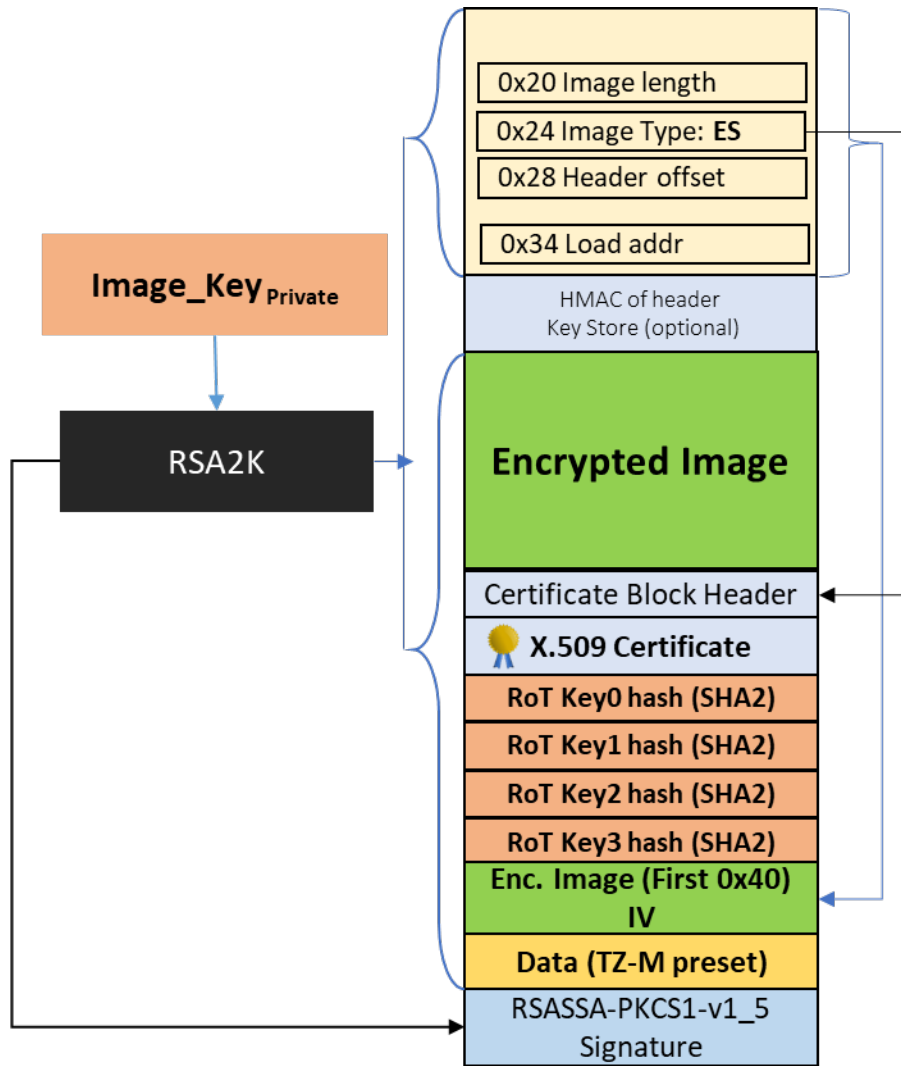 0x20 Image length
0x24 Image Type: ES
0x28 Header offset
0x34 Load addr
Image_Key Private
HMAC of header
Key Store (optional)
RSA2K
Encrypted Image
Certificate Block Header
X.509 Certificate
RoT Key0 hash (SHA2)
RoT Key1 hash (SHA2)
RoT Key2 hash (SHA2)
RoT Key3 hash (SHA2)
Enc. Image (First 0x40)
IV
Data (TZ-M preset)
RSASSA-PKCS1-v1_5
Signature